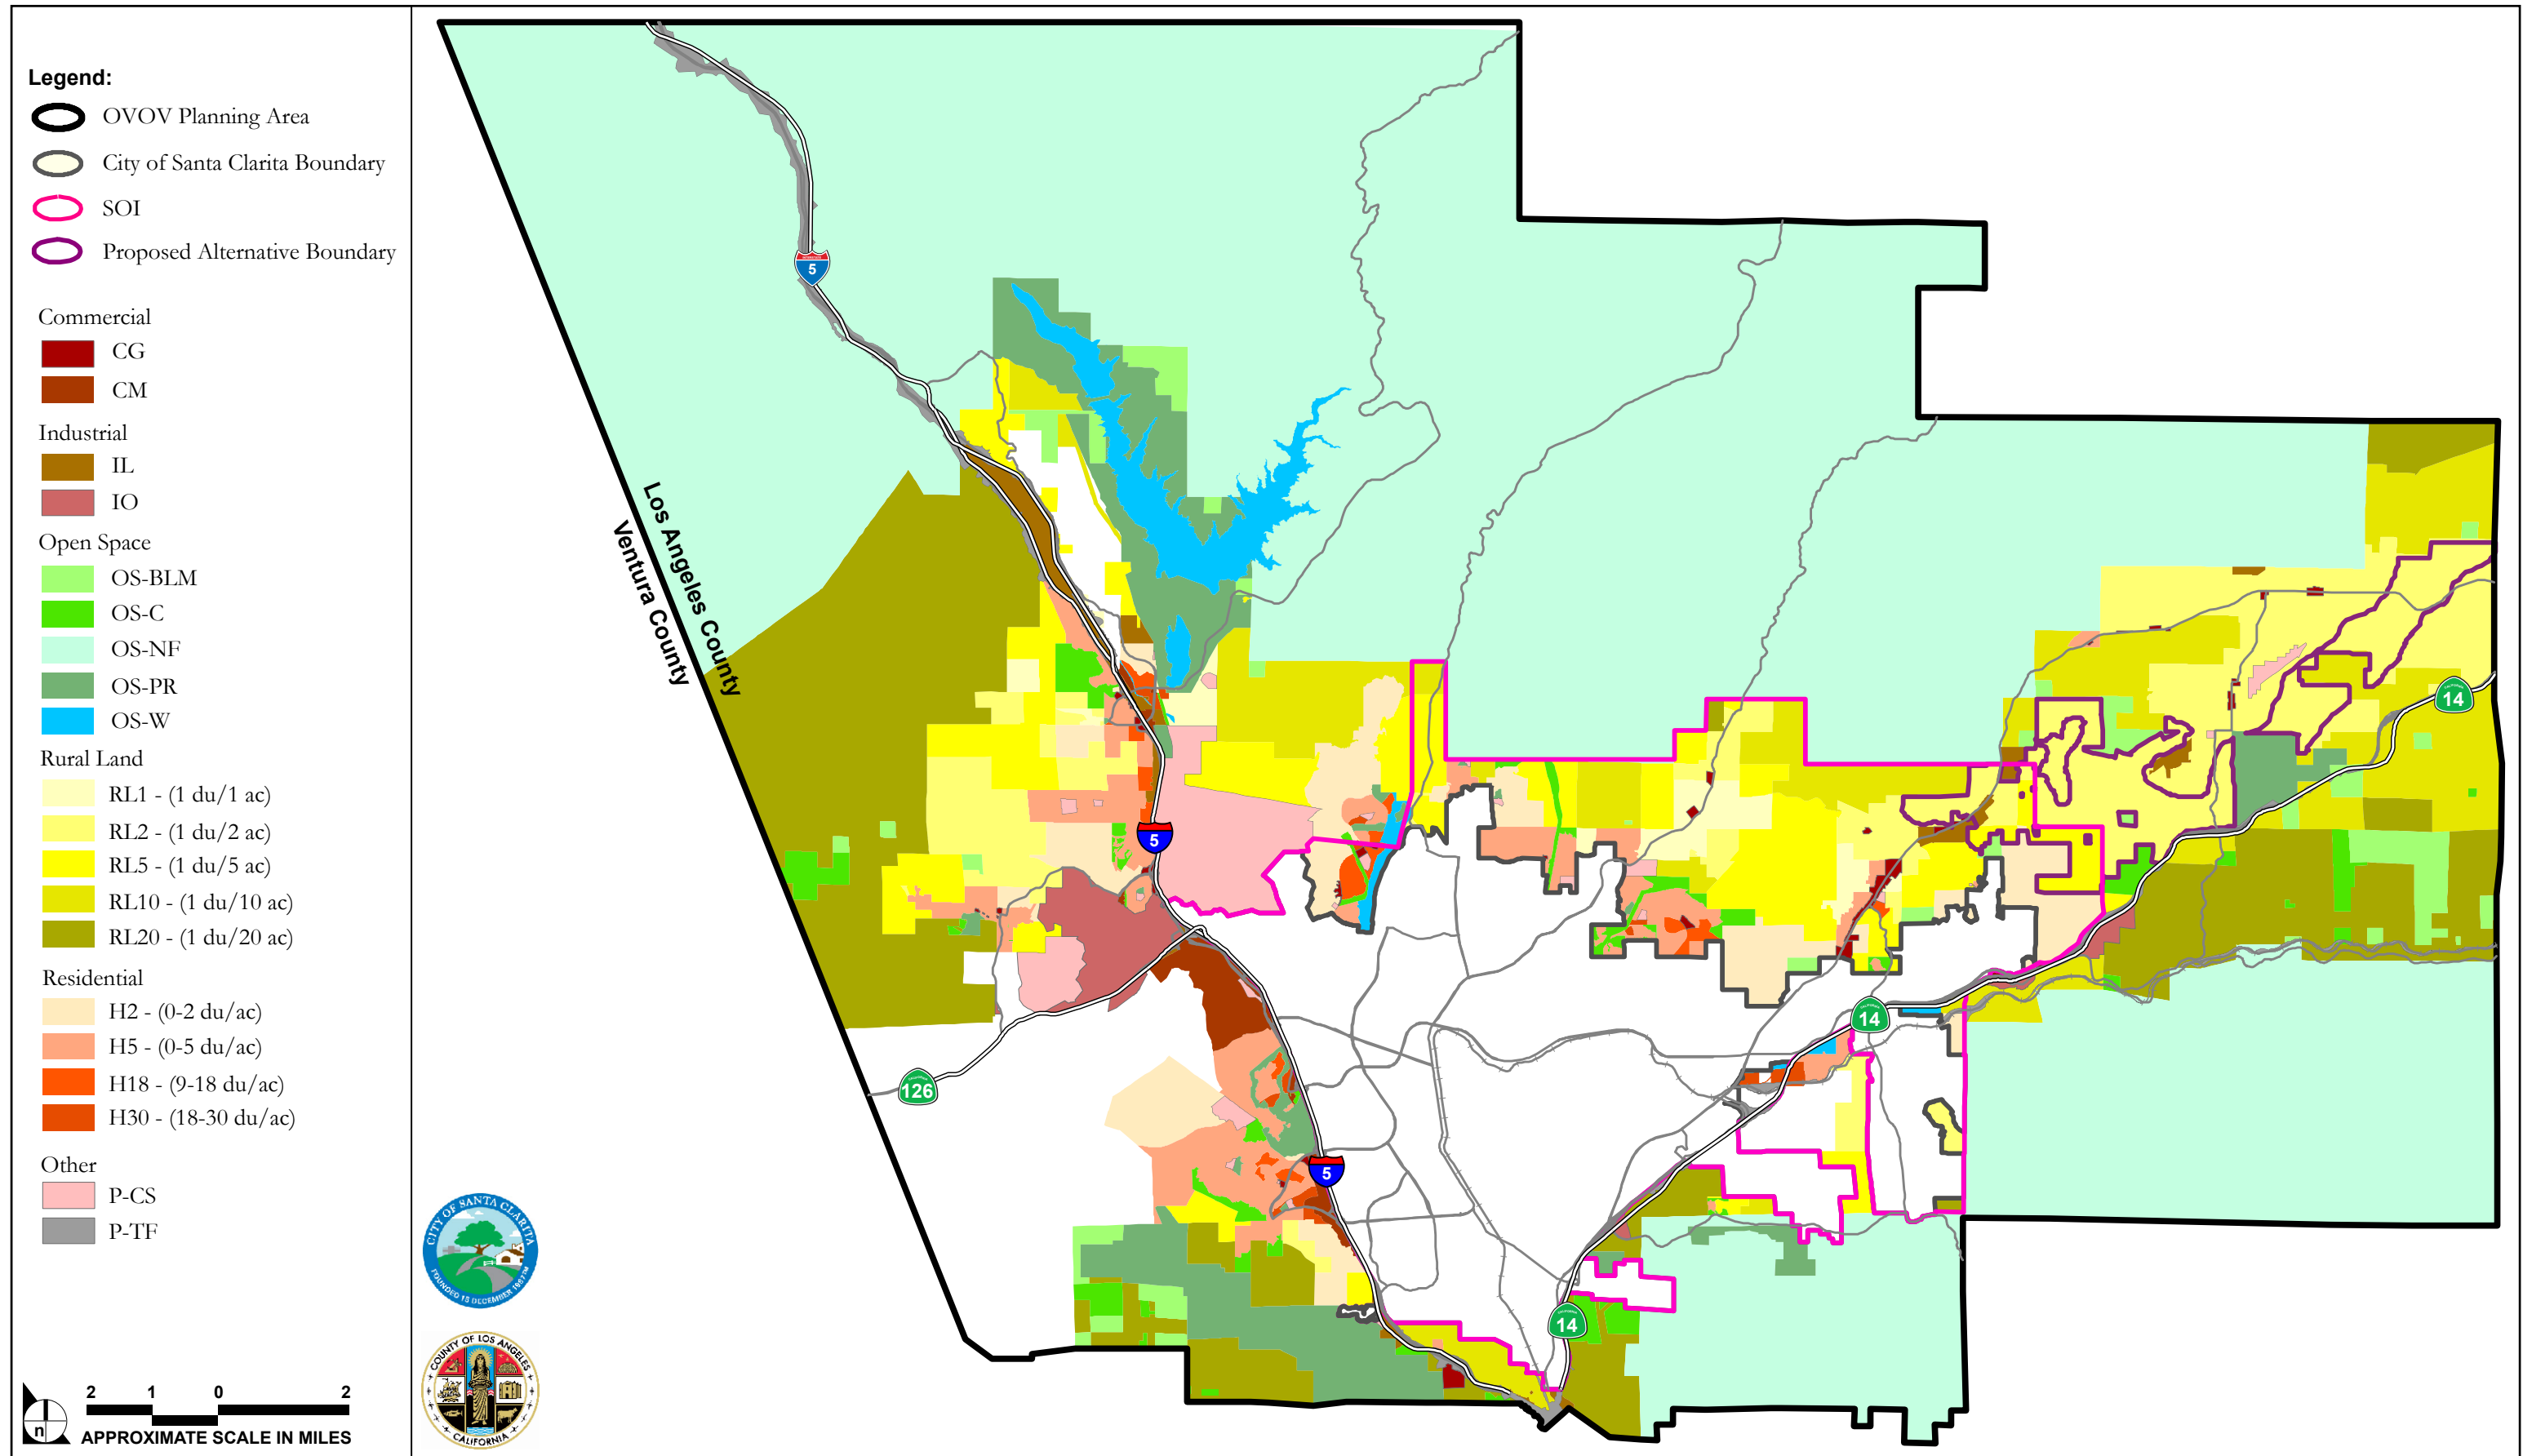 Legend:
OVOV Planning Area
City of Santa Clarita Boundary
SOI
Proposed Alternative Boundary
Commercial
CG
CM
Industrial
IL
IO
Open Space
OS-BLM
OS-C
OS-NF
OS-PR
OS-W
Rural Land
RL1 - (1 du/1 ac)
RL2 - (1 du/2 ac)
RL5 - (1 du/5 ac)
RL10 - (1 du/10 ac)
RL20 - (1 du/20 ac)
Residential
H2 - (0-2 du/ac)
H5 - (0-5 du/ac)
H18 - (9-18 du/ac)
H30 - (18-30 du/ac)
Other
P-CS
P-TF
n
2 1 0 2
APPROXIMATE SCALE IN MILES
CITY OF SANTA CLARITA
FOUNDED 15 DECEMBER 1987
COUNTY OF LOS ANGELES
CALIFORNIA
5
Los Angeles County
Ventura County
14
5
14
126
5
14